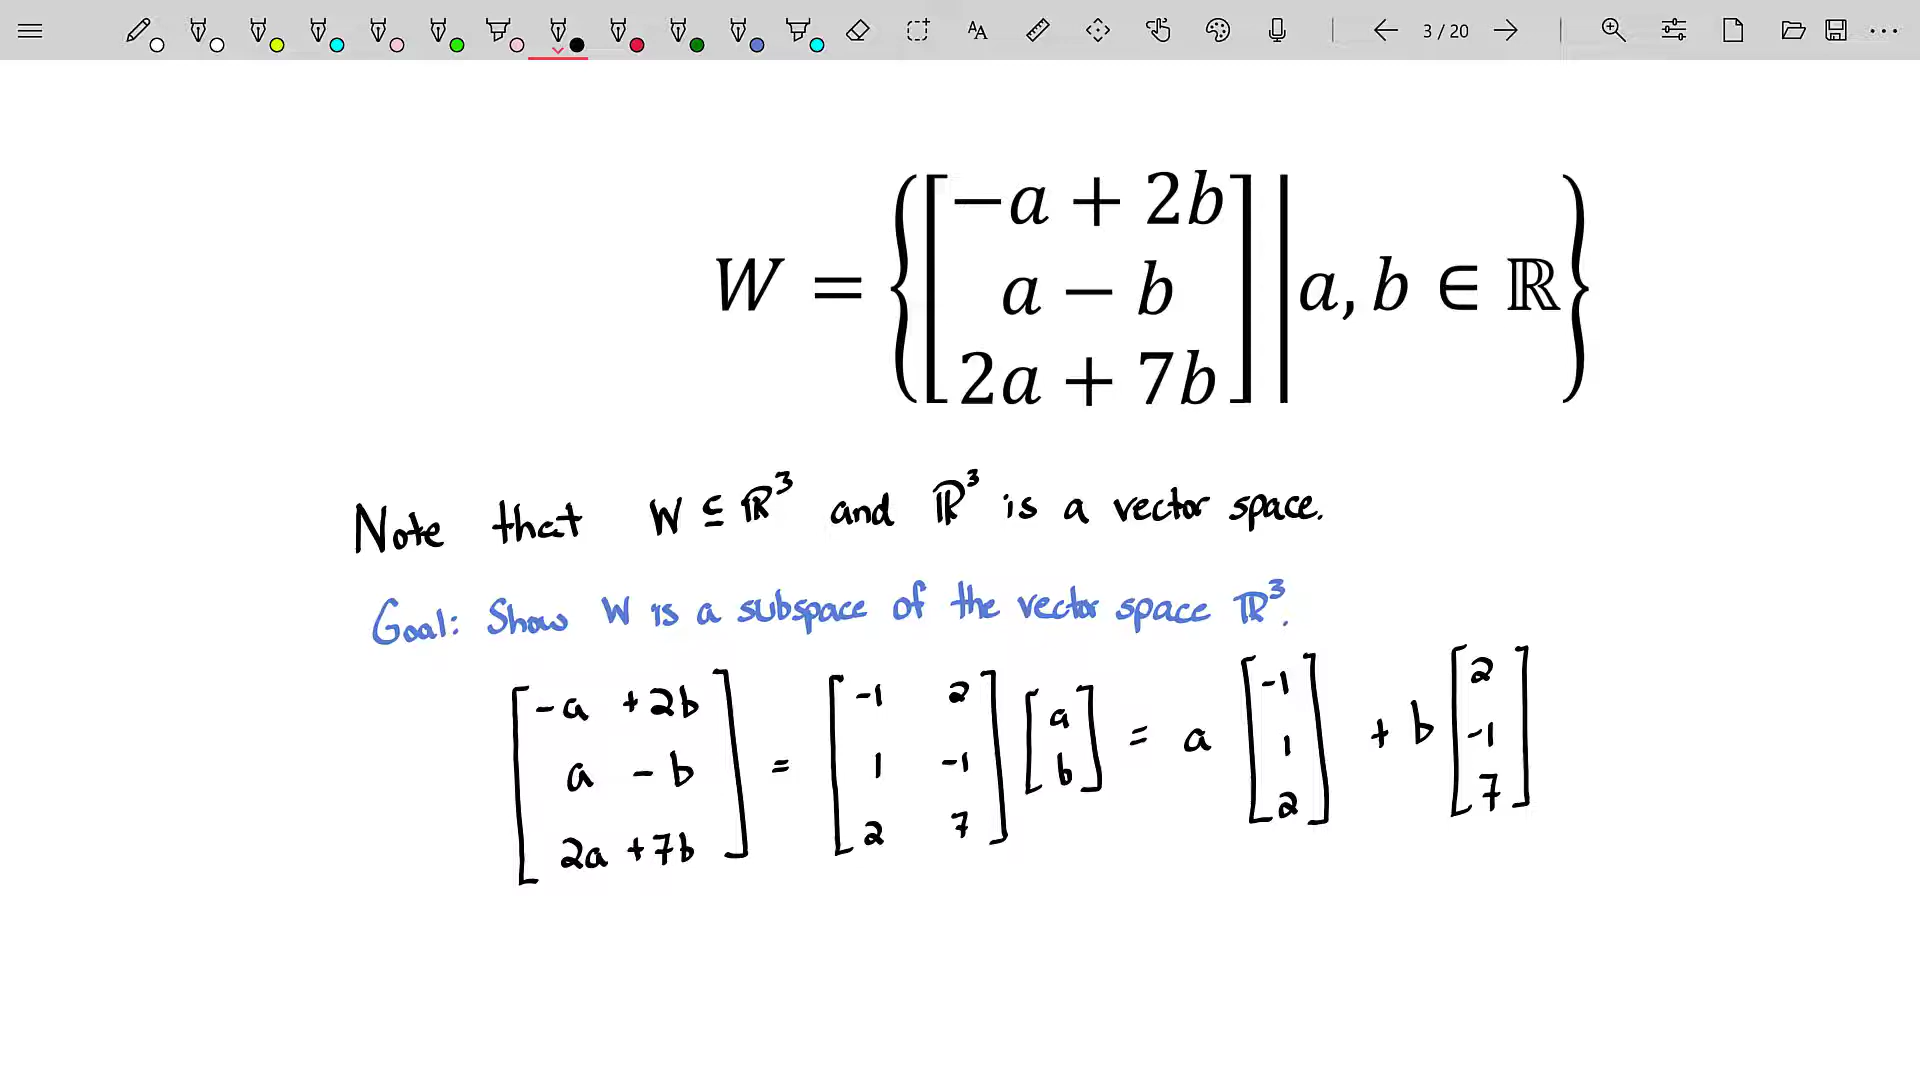 3 / 20
W = { [ −a + 2b ; a − b ; 2a + 7b ] | a, b ∈ ℝ }
Note that W ⊆ ℝ³ and ℝ³ is a vector space.
Goal: Show W is a subspace of the vector space ℝ³.
[ -a +2b ; a - b ; 2a +7b ] = [ -1 2 ; 1 -1 ; 2 7 ] [ a ; b ] = a [ -1 ; 1 ; 2 ] + b [ 2 ; -1 ; 7 ]